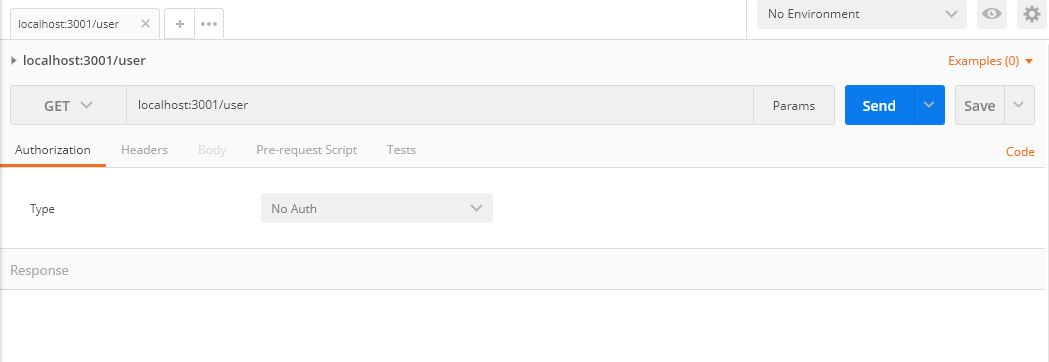 localhost:3001/user
No Environment
localhost:3001/user
Examples (0)
GET localhost:3001/user Params Send Save
Authorization Headers Body Pre-request Script Tests Code
Type No Auth
Response